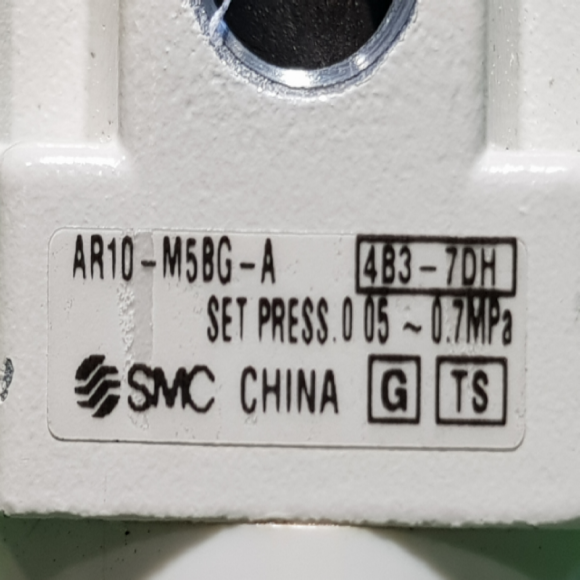 AR10-M5BG-A 4B3-7DH
SET PRESS.0 05 ~ 0.7MPa
SMC CHINA G TS